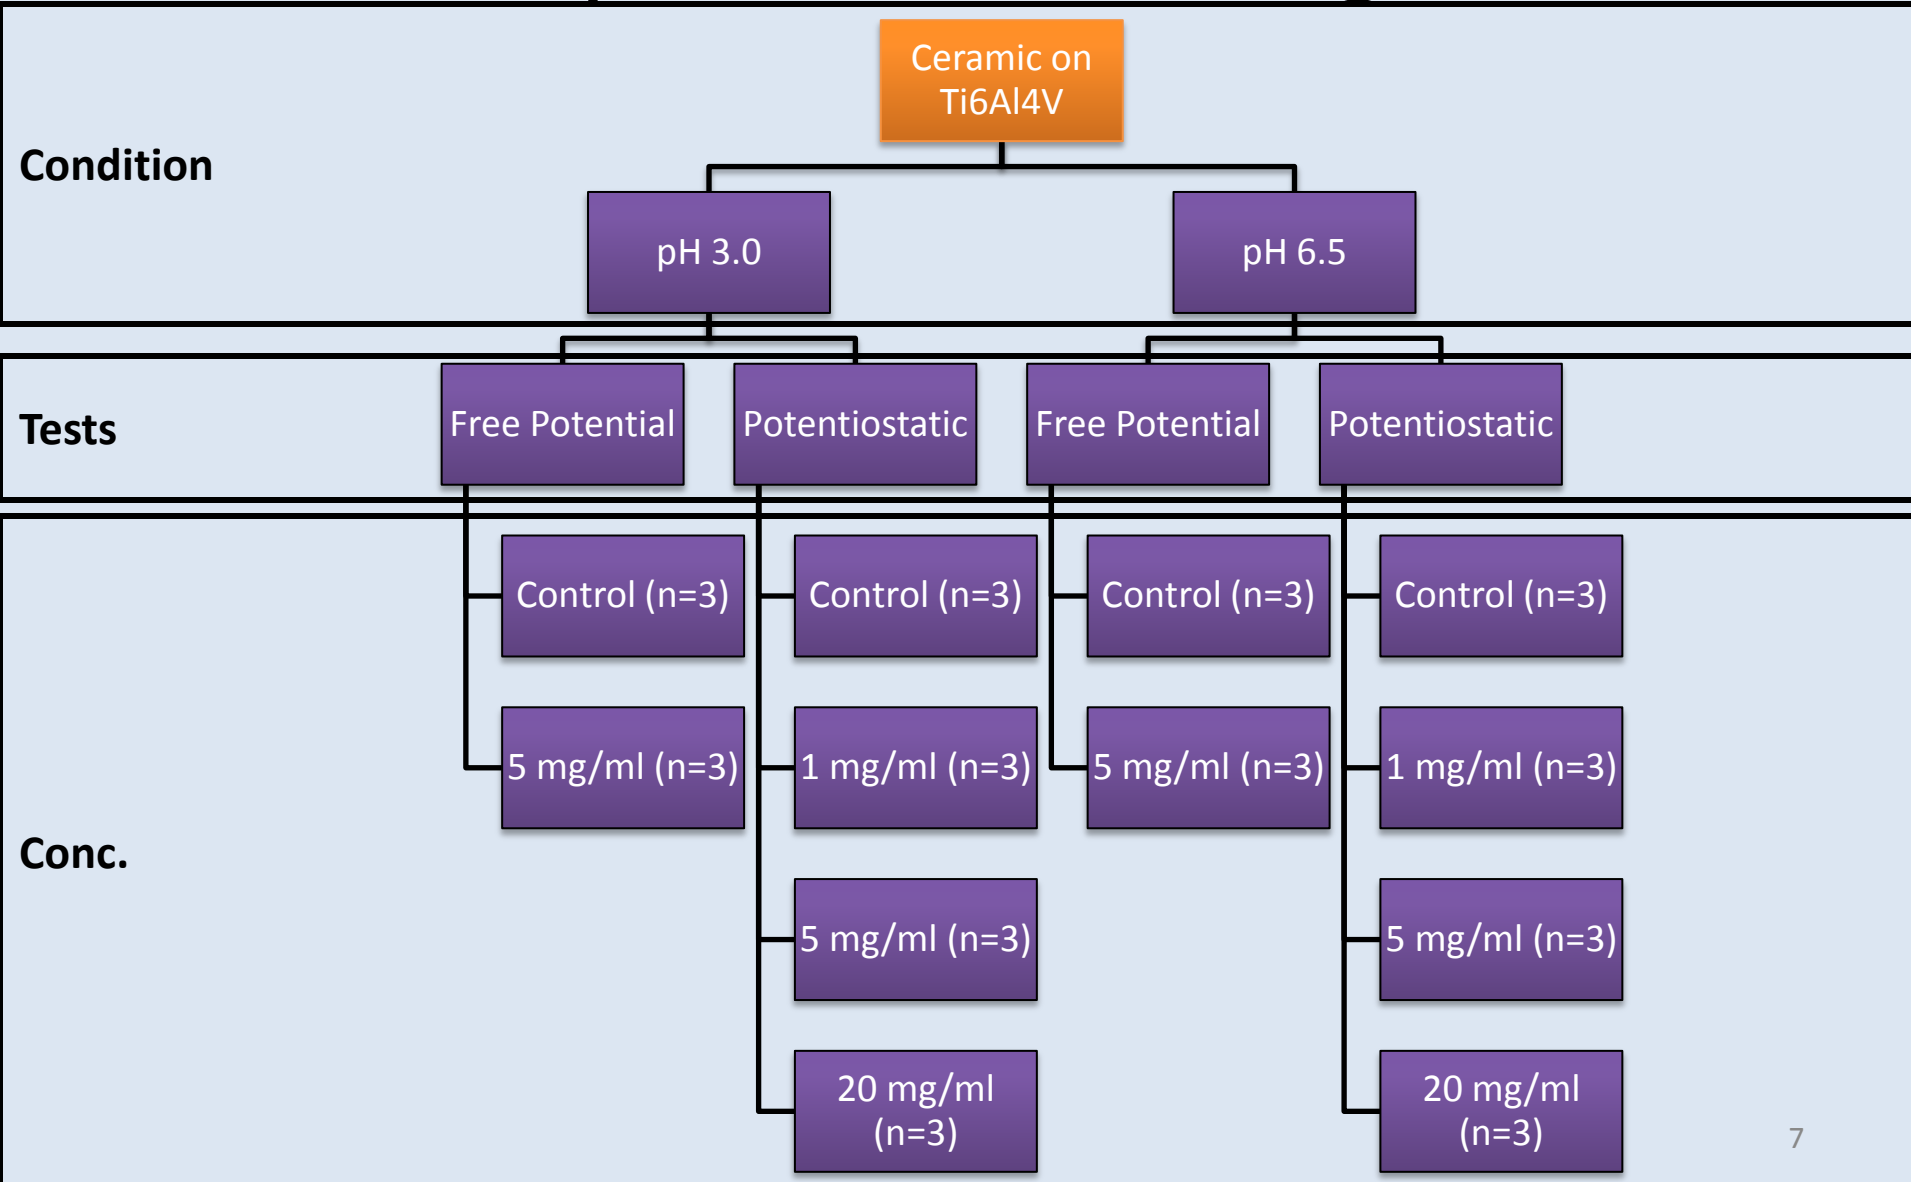 Ceramic on
Ti6Al4V
Condition
pH 3.0
pH 6.5
Tests
Free Potential
Potentiostatic
Free Potential
Potentiostatic
Control (n=3)
Control (n=3)
Control (n=3)
Control (n=3)
5 mg/ml (n=3)
1 mg/ml (n=3)
5 mg/ml (n=3)
1 mg/ml (n=3)
Conc.
5 mg/ml (n=3)
5 mg/ml (n=3)
20 mg/ml
(n=3)
20 mg/ml
(n=3)
7